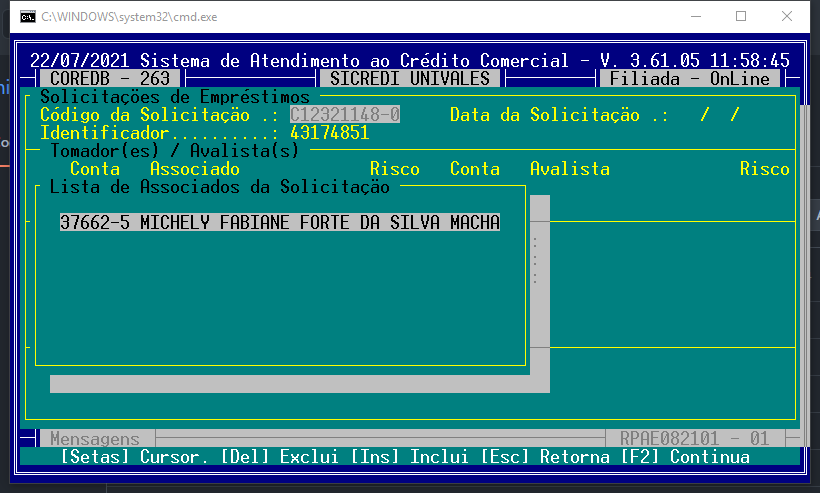 C:\WINDOWS\system32\cmd.exe
22/07/2021 Sistema de Atendimento ao Crédito Comercial - V. 3.61.05 11:58:45
COREDB - 263 SICREDI UNIVALES Filiada - OnLine
Solicitações de Empréstimos
Código da Solicitação .: C12321148-0 Data da Solicitação .: / /
Identificador..........: 43174851
Tomador(es) / Avalista(s)
Conta Associado Risco Conta Avalista Risco
Lista de Associados da Solicitação
37662-5 MICHELY FABIANE FORTE DA SILVA MACHA
:
:
:
Mensagens RPAE082101 - 01
[Setas] Cursor. [Del] Exclui [Ins] Inclui [Esc] Retorna [F2] Continua